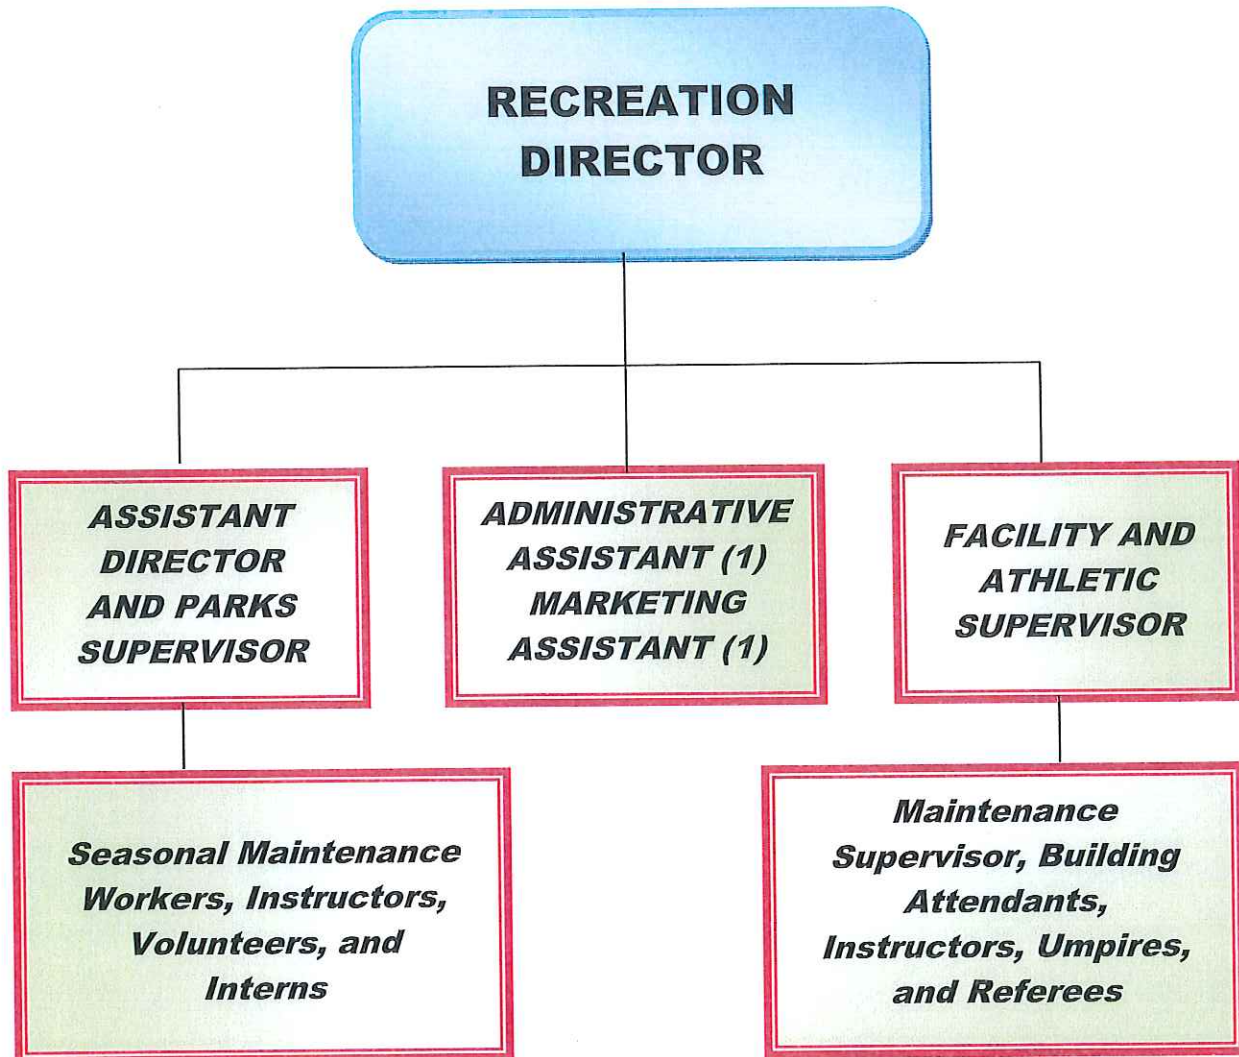 RECREATION
DIRECTOR
ASSISTANT
DIRECTOR
AND PARKS
SUPERVISOR
ADMINISTRATIVE
ASSISTANT (1)
MARKETING
ASSISTANT (1)
FACILITY AND
ATHLETIC
SUPERVISOR
Seasonal Maintenance
Workers, Instructors,
Volunteers, and
Interns
Maintenance
Supervisor, Building
Attendants,
Instructors, Umpires,
and Referees